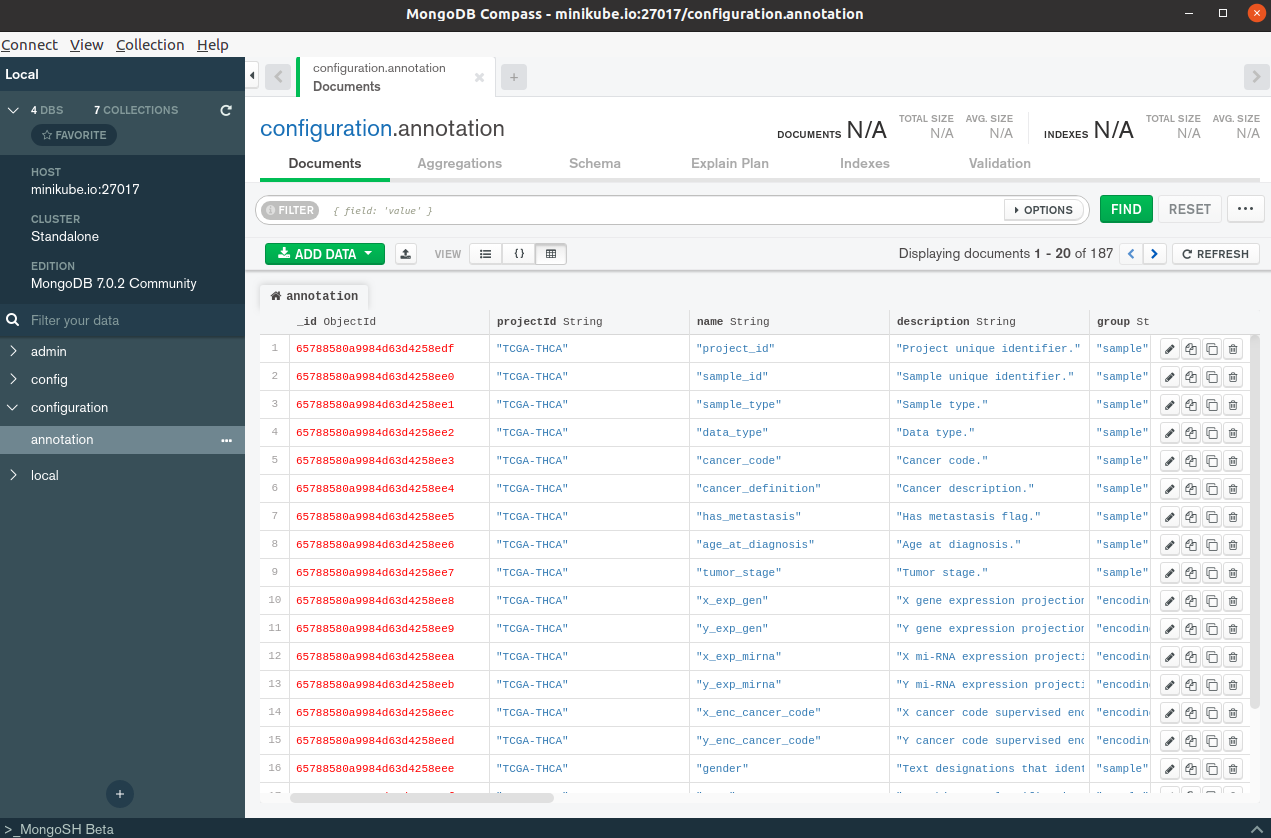 MongoDB Compass - minikube.io:27017/configuration.annotation
Connect View Collection Help
Local
4 DBS 7 COLLECTIONS
FAVORITE
HOST
minikube.io:27017
CLUSTER
Standalone
EDITION
MongoDB 7.0.2 Community
Filter your data
admin
config
configuration
annotation
local
>_MongoSH Beta
configuration.annotation
Documents
configuration.annotation
DOCUMENTS N/A TOTAL SIZE N/A AVG. SIZE N/A INDEXES N/A TOTAL SIZE N/A AVG. SIZE N/A
Documents Aggregations Schema Explain Plan Indexes Validation
FILTER { field: 'value' } OPTIONS FIND RESET
ADD DATA VIEW {} Displaying documents 1 - 20 of 187 REFRESH
annotation
_id ObjectId projectId String name String description String group St
1 65788580a9984d63d4258edf "TCGA-THCA" "project_id" "Project unique identifier." "sample"
2 65788580a9984d63d4258ee0 "TCGA-THCA" "sample_id" "Sample unique identifier." "sample"
3 65788580a9984d63d4258ee1 "TCGA-THCA" "sample_type" "Sample type." "sample"
4 65788580a9984d63d4258ee2 "TCGA-THCA" "data_type" "Data type." "sample"
5 65788580a9984d63d4258ee3 "TCGA-THCA" "cancer_code" "Cancer code." "sample"
6 65788580a9984d63d4258ee4 "TCGA-THCA" "cancer_definition" "Cancer description." "sample"
7 65788580a9984d63d4258ee5 "TCGA-THCA" "has_metastasis" "Has metastasis flag." "sample"
8 65788580a9984d63d4258ee6 "TCGA-THCA" "age_at_diagnosis" "Age at diagnosis." "sample"
9 65788580a9984d63d4258ee7 "TCGA-THCA" "tumor_stage" "Tumor stage." "sample"
10 65788580a9984d63d4258ee8 "TCGA-THCA" "x_exp_gen" "X gene expression projection "encodin
11 65788580a9984d63d4258ee9 "TCGA-THCA" "y_exp_gen" "Y gene expression projection "encodin
12 65788580a9984d63d4258eea "TCGA-THCA" "x_exp_mirna" "X mi-RNA expression projecti "encodin
13 65788580a9984d63d4258eeb "TCGA-THCA" "y_exp_mirna" "Y mi-RNA expression projecti "encodin
14 65788580a9984d63d4258eec "TCGA-THCA" "x_enc_cancer_code" "X cancer code supervised enc "encodin
15 65788580a9984d63d4258eed "TCGA-THCA" "y_enc_cancer_code" "Y cancer code supervised enc "encodin
16 65788580a9984d63d4258eee "TCGA-THCA" "gender" "Text designations that ident "sample"